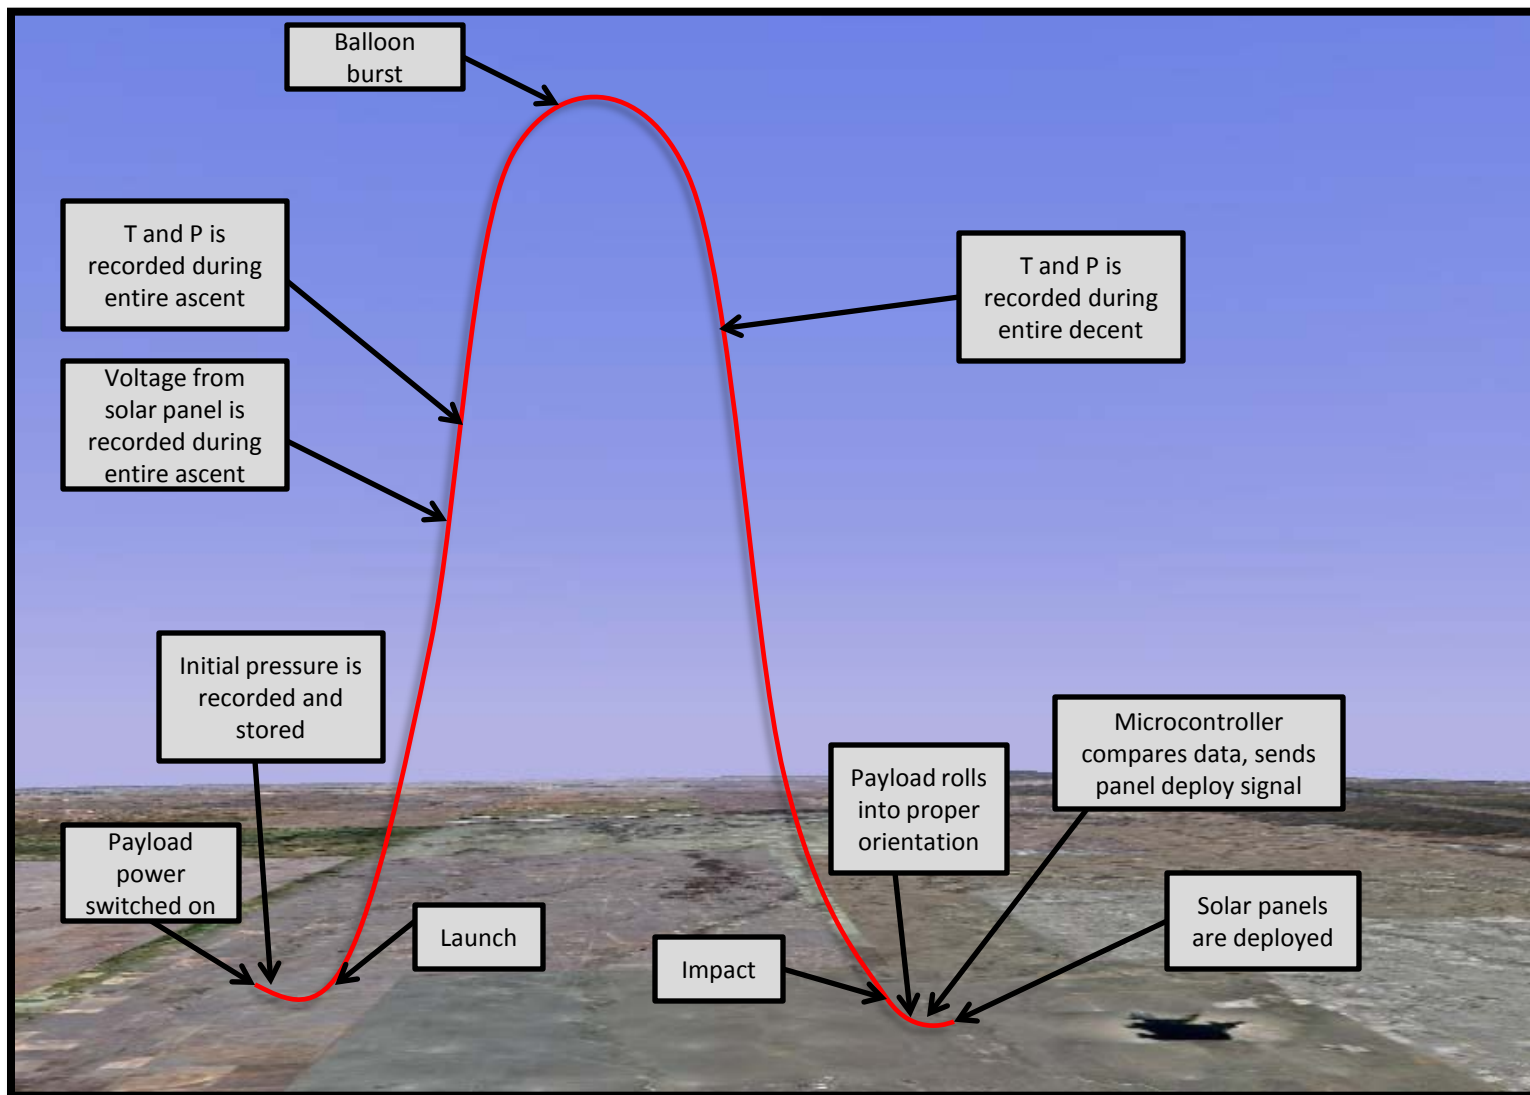 Balloon
burst
T and P is
recorded during
entire ascent
T and P is
recorded during
entire decent
Voltage from
solar panel is
recorded during
entire ascent
Initial pressure is
recorded and
stored
Microcontroller
compares data, sends
panel deploy signal
Payload rolls
into proper
orientation
Payload
power
switched on
Launch
Impact
Solar panels
are deployed